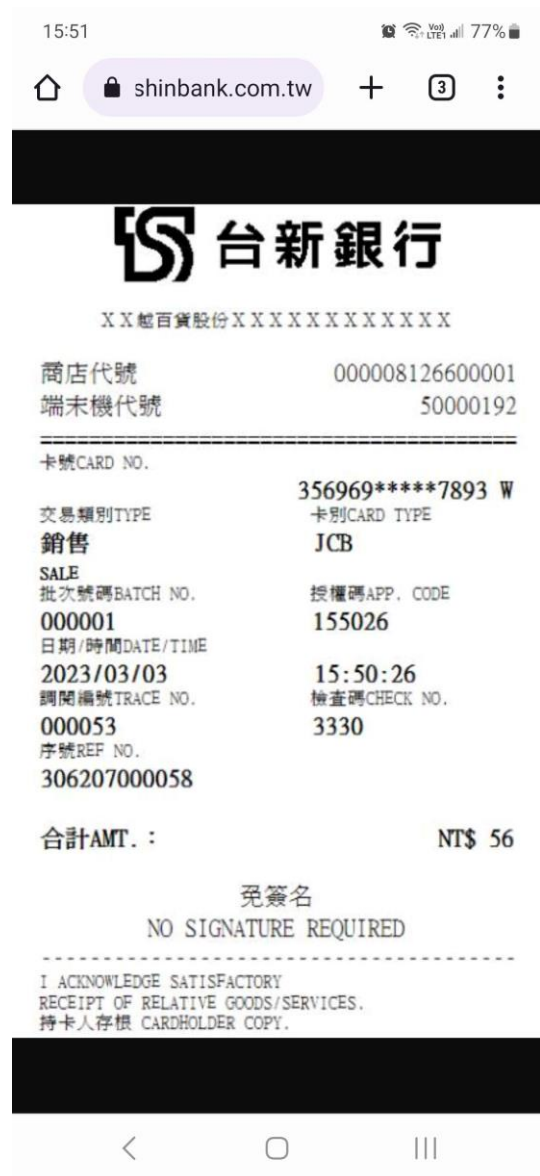 15:51
Vo)) LTE1 77%
shinbank.com.tw
3
台新銀行
XX越百貨股份XXXXXXXXXXXX
商店代號 000008126600001
端末機代號 50000192
========================================
卡號CARD NO.
356969*****7893 W
交易類別TYPE 卡別CARD TYPE
銷售 JCB
SALE
批次號碼BATCH NO. 授權碼APP. CODE
000001 155026
日期/時間DATE/TIME
2023/03/03 15:50:26
調閱編號TRACE NO. 檢查碼CHECK NO.
000053 3330
序號REF NO.
306207000058
合計AMT.: NT$ 56
免簽名
NO SIGNATURE REQUIRED
----------------------------------------
I ACKNOWLEDGE SATISFACTORY
RECEIPT OF RELATIVE GOODS/SERVICES.
持卡人存根 CARDHOLDER COPY.